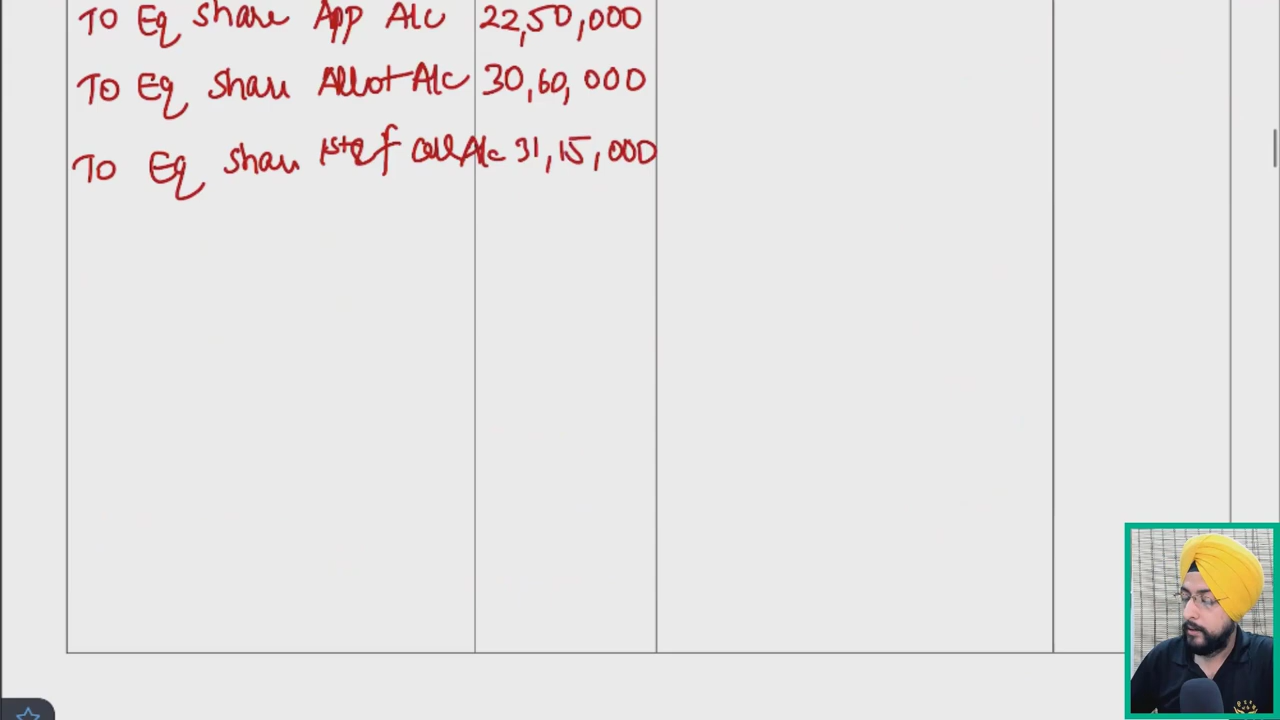 To Eq share App A/c 22,50,000
To Eq share Allot A/c 30,60,000
To Eq share 1st & f Call A/c 31,15,000